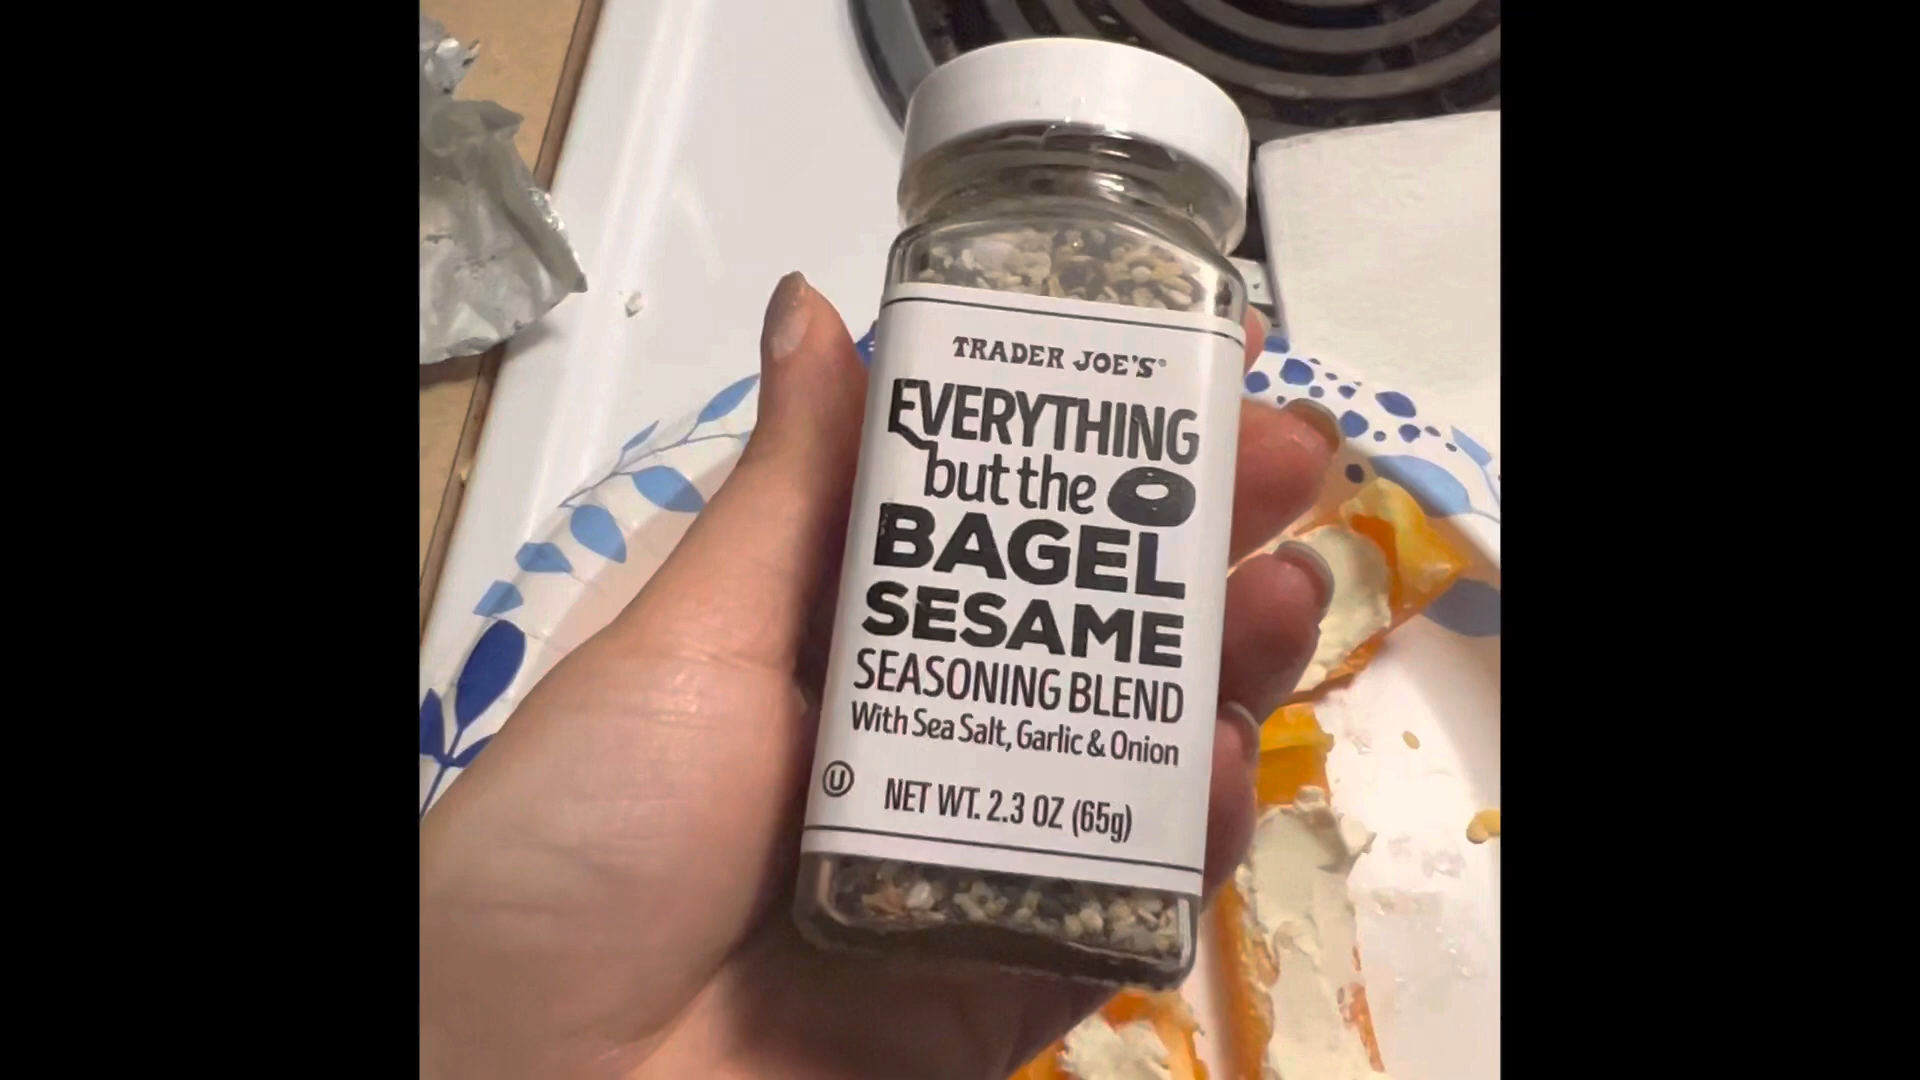 TRADER JOE'S®
EVERYTHING
but the
BAGEL
SESAME
SEASONING BLEND
With Sea Salt, Garlic & Onion
U
NET WT. 2.3 OZ (65g)